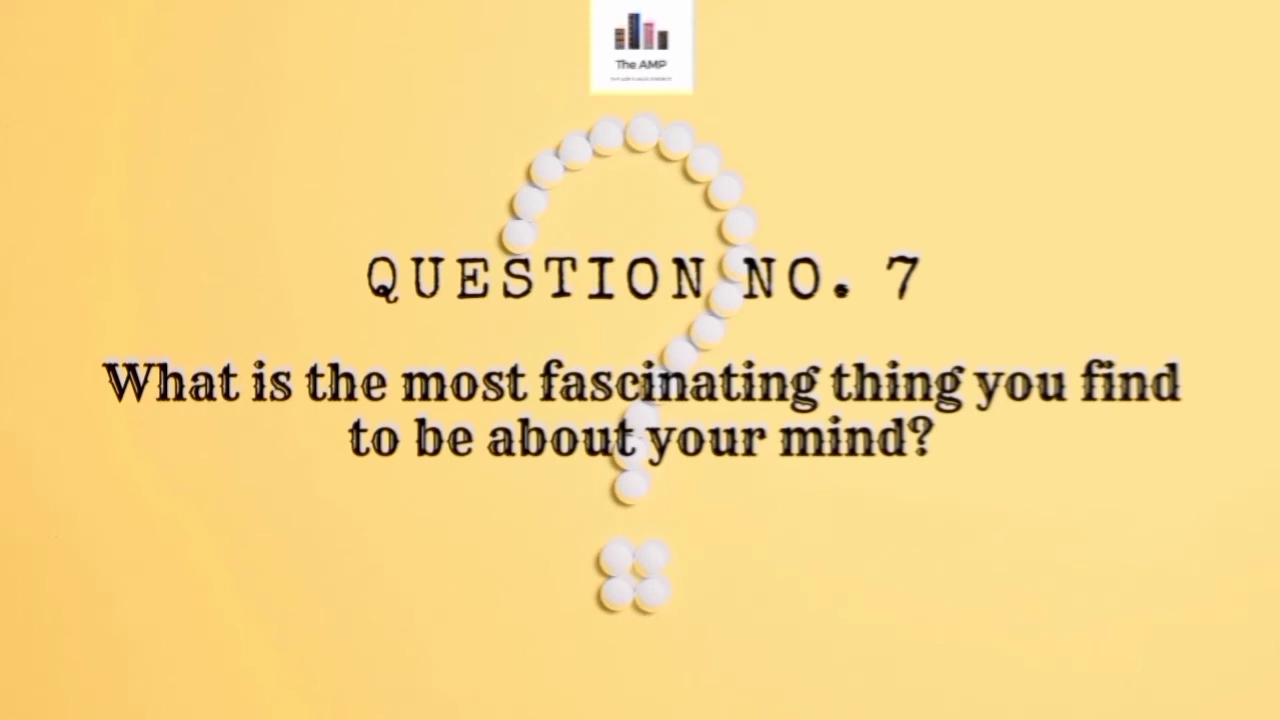 The AMP
QUESTION NO. 7
What is the most fascinating thing you find
to be about your mind?